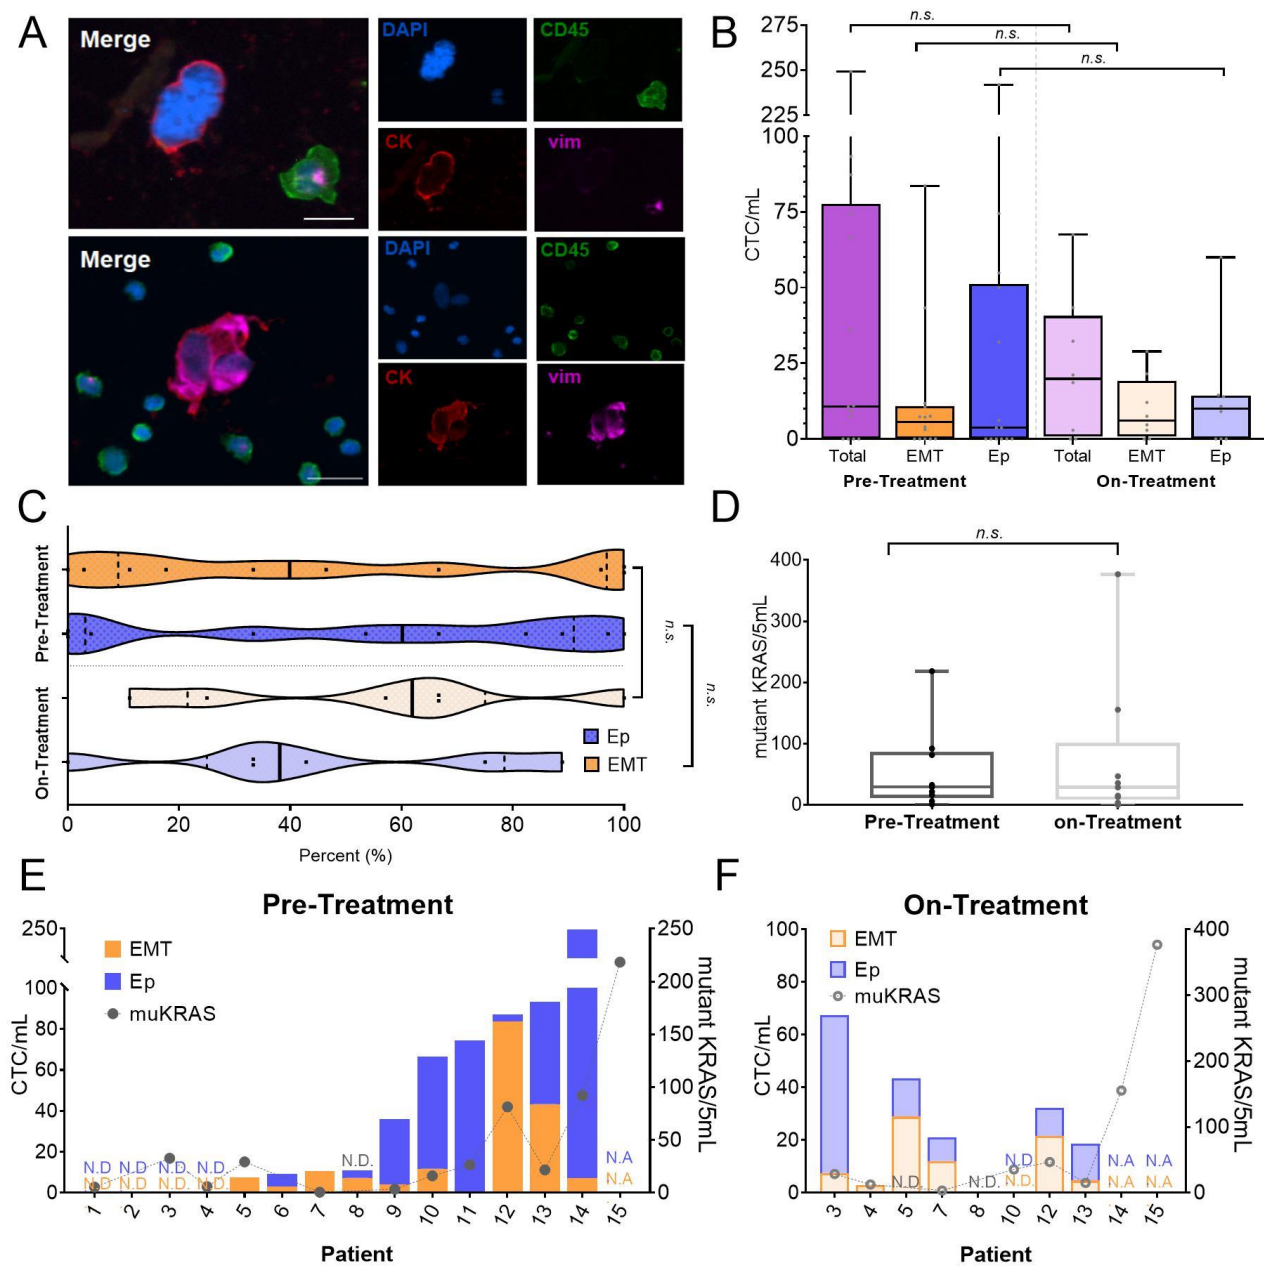 A
Merge
DAPI
CD45
CK
vim
Merge
DAPI
CD45
CK
vim
B
n.s.
n.s.
n.s.
275
250
225
100
75
50
25
0
CTC/mL
Total
EMT
Ep
Total
EMT
Ep
Pre-Treatment
On-Treatment
C
Pre-Treatment
On-Treatment
n.s.
n.s.
Ep
EMT
0
20
40
60
80
100
Percent (%)
D
n.s.
400
300
200
100
0
mutant KRAS/5mL
Pre-Treatment
on-Treatment
E
Pre-Treatment
250
100
80
60
40
20
0
CTC/mL
EMT
Ep
muKRAS
N.D
N.D.
N.D.
N.D.
N.D
N.D.
N.D.
N.D.
N.D.
N.A
N.A
250
200
150
100
50
0
mutant KRAS/5mL
1
2
3
4
5
6
7
8
9
10
11
12
13
14
15
Patient
F
On-Treatment
100
80
60
40
20
0
CTC/mL
EMT
Ep
muKRAS
N.D.
N.D.
N.D.
N.D.
N.A
N.A
N.A
N.A
400
300
200
100
0
mutant KRAS/5mL
3
4
5
7
8
10
12
13
14
15
Patient